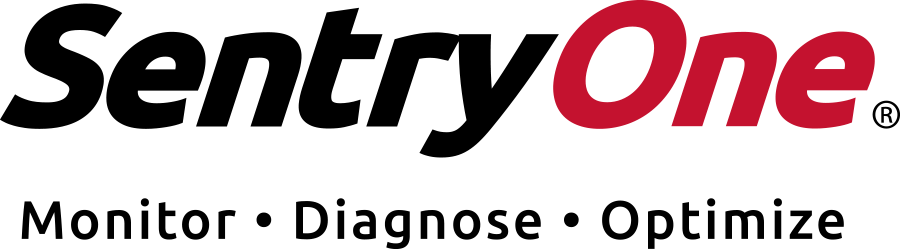 SentryOne®
Monitor • Diagnose • Optimize